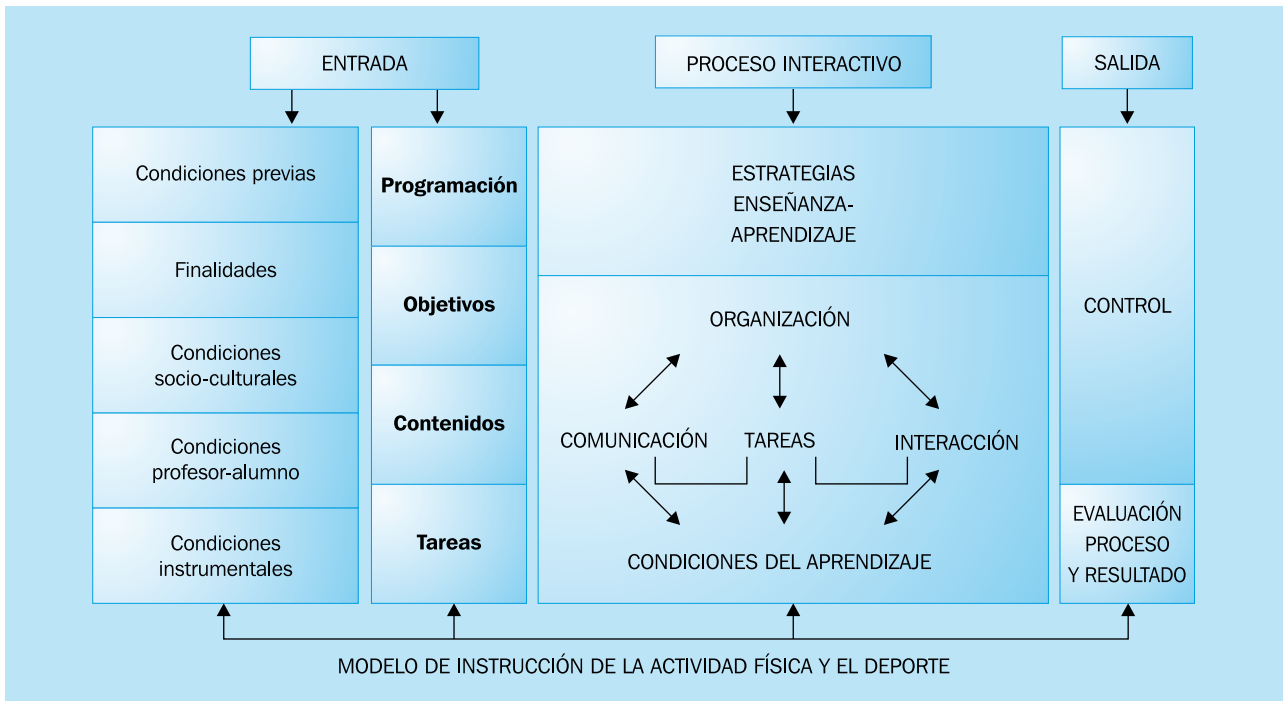 ENTRADA
PROCESO INTERACTIVO
SALIDA
Condiciones previas
Finalidades
Condiciones
socio-culturales
Condiciones
profesor-alumno
Condiciones
instrumentales
Programación
Objetivos
Contenidos
Tareas
ESTRATEGIAS
ENSEÑANZA-
APRENDIZAJE
ORGANIZACIÓN
COMUNICACIÓN
TAREAS
INTERACCIÓN
CONDICIONES DEL APRENDIZAJE
CONTROL
EVALUACIÓN
PROCESO
Y RESULTADO
MODELO DE INSTRUCCIÓN DE LA ACTIVIDAD FÍSICA Y EL DEPORTE